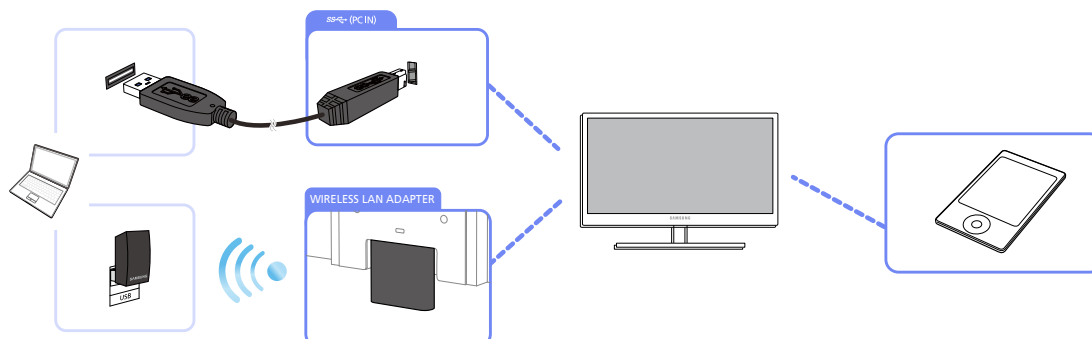 (PC IN)
WIRELESS LAN ADAPTER
SAMSUNG
SAMSUNG
USB